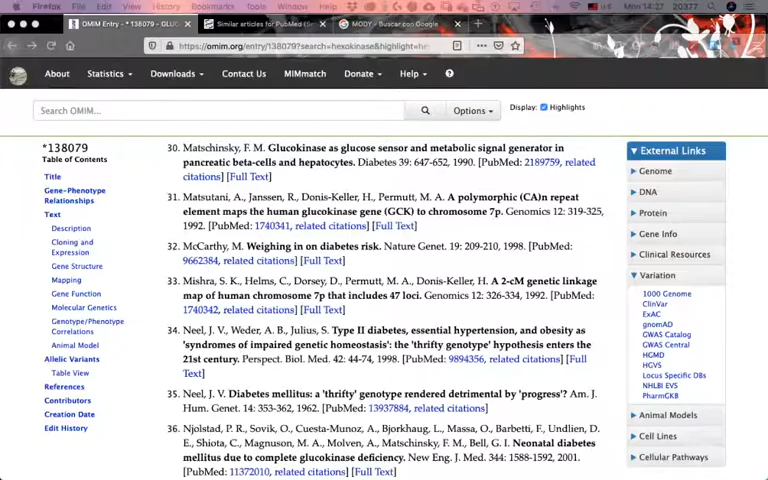 Firefox File Edit View History Bookmarks Tools Window Help
Mon 14:27 20377
OMIM Entry - * 138079 - GLUC
Similar articles for PubMed (Se
MODY - Buscar con Google
https://omim.org/entry/138079?search=hexokinase&highlight=he
About Statistics Downloads Contact Us MIMmatch Donate Help
Search OMIM...
Options
Display: Highlights
*138079
Table of Contents
Title
Gene-Phenotype
Relationships
Text
Description
Cloning and
Expression
Gene Structure
Mapping
Gene Function
Molecular Genetics
Genotype/Phenotype
Correlations
Animal Model
Allelic Variants
Table View
References
Contributors
Creation Date
Edit History
30. Matschinsky, F. M. Glucokinase as glucose sensor and metabolic signal generator in
pancreatic beta-cells and hepatocytes. Diabetes 39: 647-652, 1990. [PubMed: 2189759, related
citations] [Full Text]
31. Matsutani, A., Janssen, R., Donis-Keller, H., Permutt, M. A. A polymorphic (CA)n repeat
element maps the human glucokinase gene (GCK) to chromosome 7p. Genomics 12: 319-325,
1992. [PubMed: 1740341, related citations] [Full Text]
32. McCarthy, M. Weighing in on diabetes risk. Nature Genet. 19: 209-210, 1998. [PubMed:
9662384, related citations] [Full Text]
33. Mishra, S. K., Helms, C., Dorsey, D., Permutt, M. A., Donis-Keller, H. A 2-cM genetic linkage
map of human chromosome 7p that includes 47 loci. Genomics 12: 326-334, 1992. [PubMed:
1740342, related citations] [Full Text]
34. Neel, J. V., Weder, A. B., Julius, S. Type II diabetes, essential hypertension, and obesity as
'syndromes of impaired genetic homeostasis': the 'thrifty genotype' hypothesis enters the
21st century. Perspect. Biol. Med. 42: 44-74, 1998. [PubMed: 9894356, related citations] [Full
Text]
35. Neel, J. V. Diabetes mellitus: a 'thrifty' genotype rendered detrimental by 'progress'? Am. J.
Hum. Genet. 14: 353-362, 1962. [PubMed: 13937884, related citations]
36. Njolstad, P. R., Sovik, O., Cuesta-Munoz, A., Bjorkhaug, L., Massa, O., Barbetti, F., Undlien, D.
E., Shiota, C., Magnuson, M. A., Molven, A., Matschinsky, F. M., Bell, G. I. Neonatal diabetes
mellitus due to complete glucokinase deficiency. New Eng. J. Med. 344: 1588-1592, 2001.
[PubMed: 11372010, related citations] [Full Text]
External Links
Genome
DNA
Protein
Gene Info
Clinical Resources
Variation
1000 Genome
ClinVar
ExAC
gnomAD
GWAS Catalog
GWAS Central
HGMD
HGVS
Locus Specific DBs
NHLBI EVS
PharmGKB
Animal Models
Cell Lines
Cellular Pathways